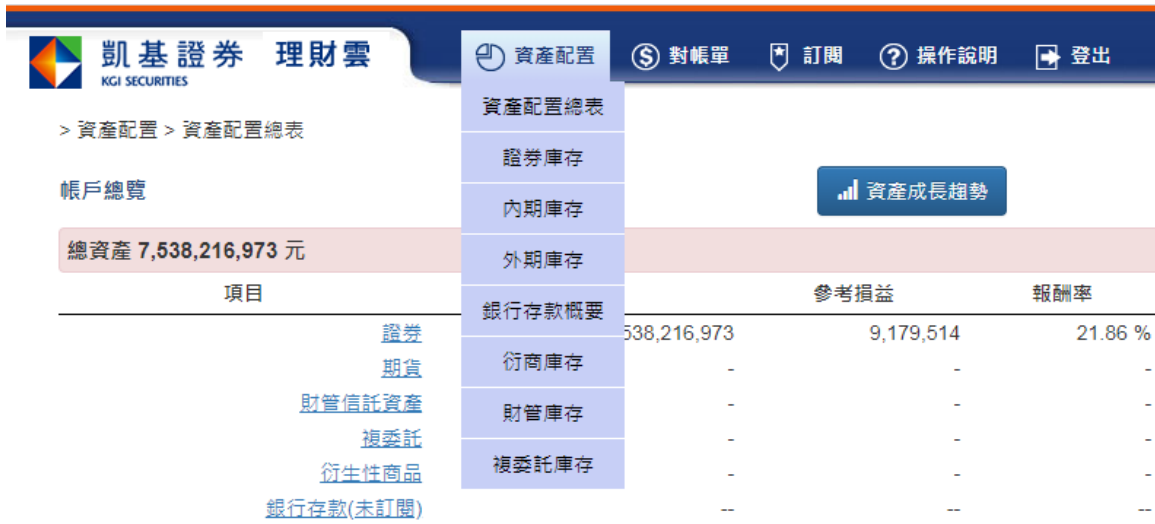 凱基證券 理財雲
KGI SECURITIES
資產配置 對帳單 訂閱 操作說明 登出
資產配置總表
證券庫存
內期庫存
外期庫存
銀行存款概要
衍商庫存
財管庫存
複委託庫存
> 資產配置 > 資產配置總表
帳戶總覽
資產成長趨勢
總資產 7,538,216,973 元
項目 參考損益 報酬率
證券 538,216,973 9,179,514 21.86 %
期貨 - - -
財管信託資產 - - -
複委託 - - -
衍生性商品 - - -
銀行存款(未訂閱) -- -- --